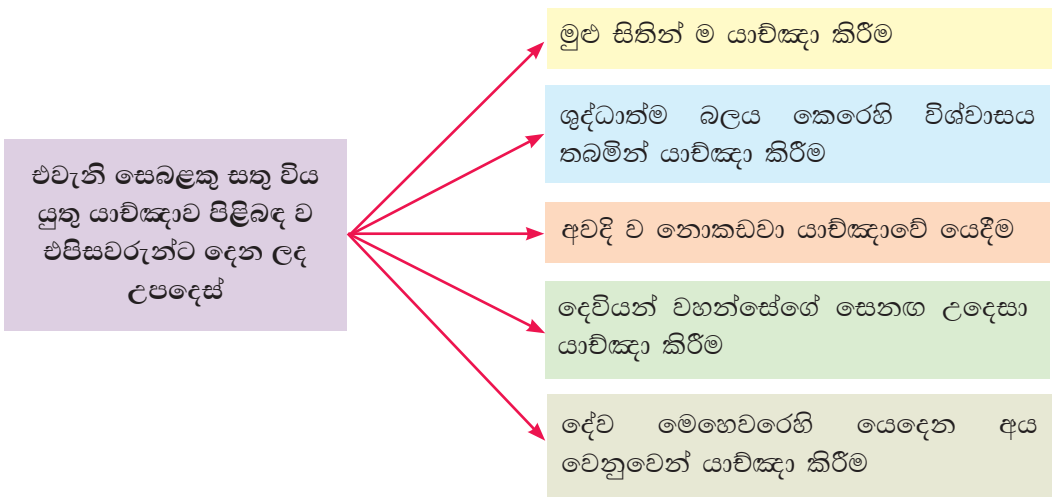 එවැනි සෙබළකු සතු විය
යුතු යාච්ඤාව පිළිබඳ ව
එපිසවරුන්ට දෙන ලද
උපදෙස්
මුළු සිතින් ම යාච්ඤා කිරීම
ශුද්ධාත්ම බලය කෙරෙහි විශ්වාසය
තබමින් යාච්ඤා කිරීම
අවදි ව නොකඩවා යාච්ඤාවේ යෙදීම
දෙවියන් වහන්සේගේ සෙනඟ උදෙසා
යාච්ඤා කිරීම
දේව මෙහෙවරෙහි යෙදෙන අය
වෙනුවෙන් යාච්ඤා කිරීම